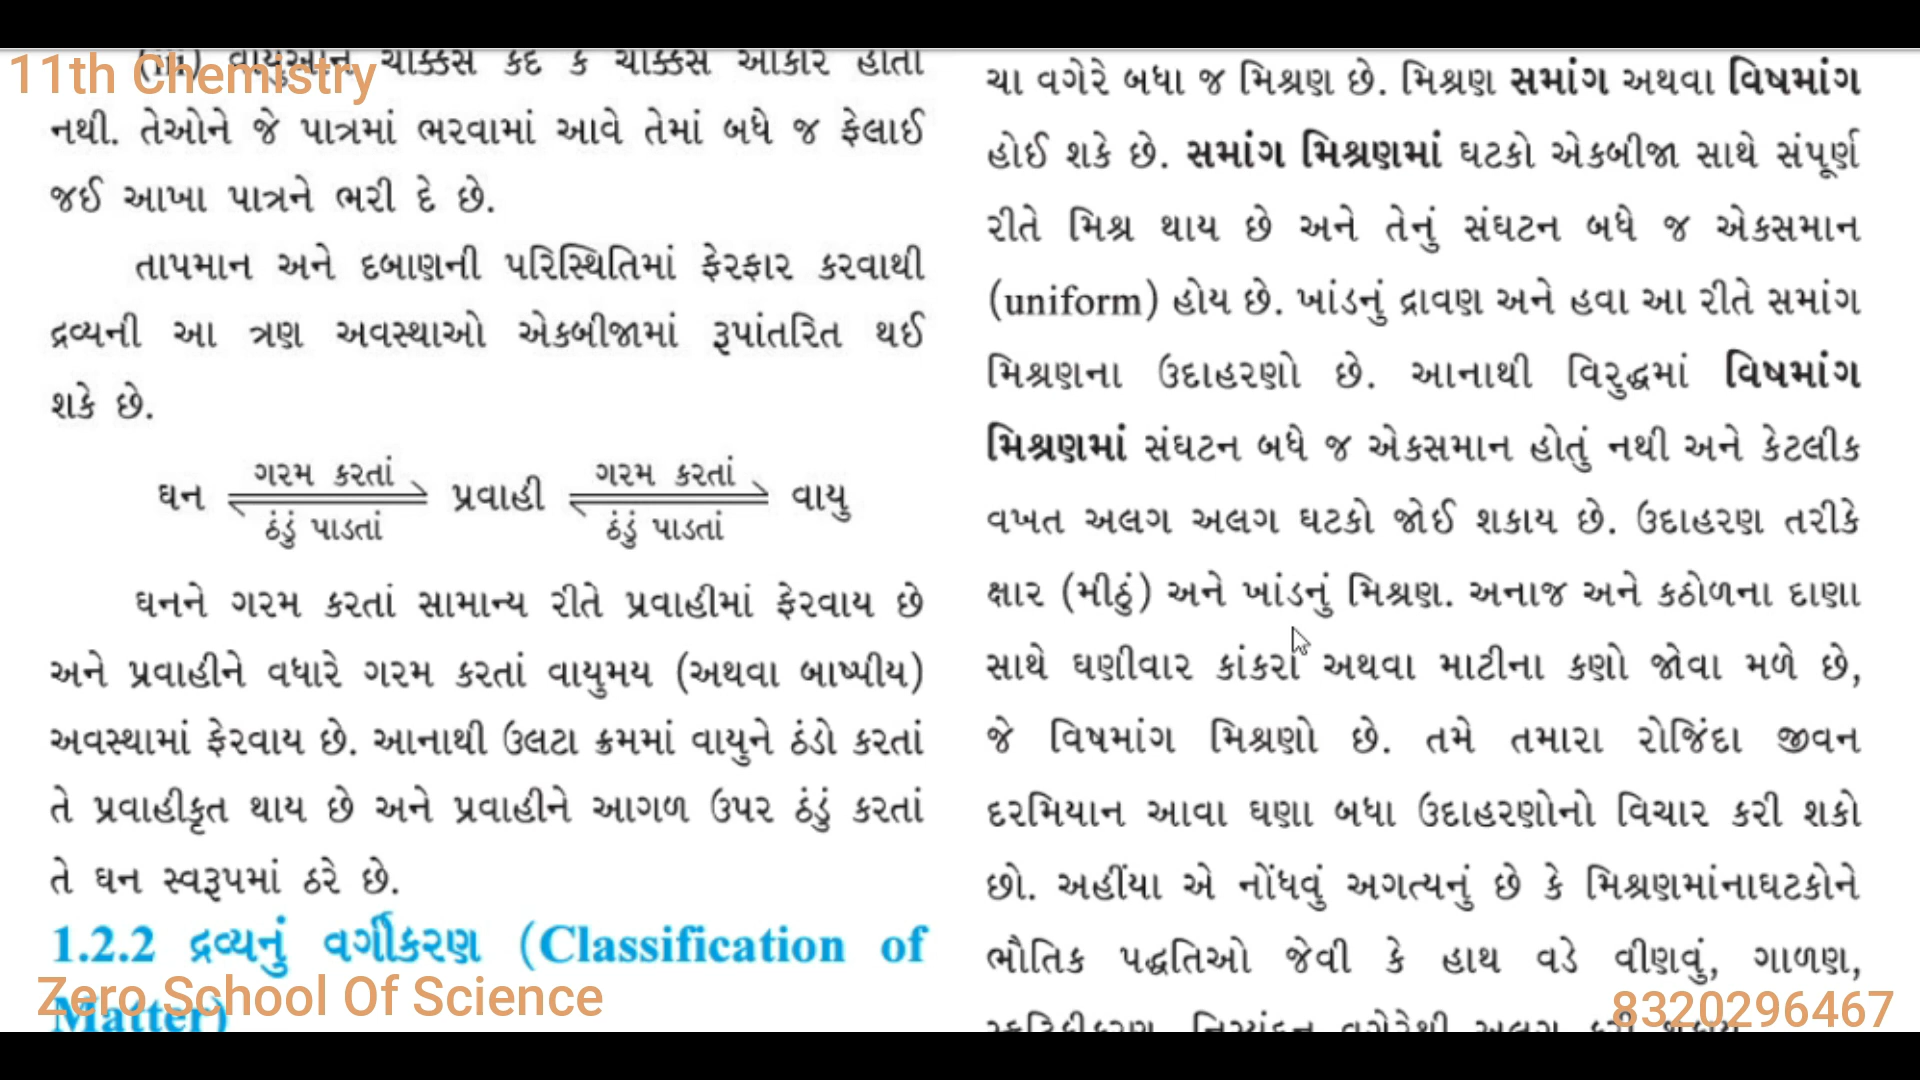 11th Chemistry
(iii) વાયુઓને ચોક્કસ કદ કે ચોક્કસ આકાર હોતા
નથી. તેઓને જે પાત્રમાં ભરવામાં આવે તેમાં બધે જ ફેલાઈ
જઈ આખા પાત્રને ભરી દે છે.
તાપમાન અને દબાણની પરિસ્થિતિમાં ફેરફાર કરવાથી
દ્રવ્યની આ ત્રણ અવસ્થાઓ એકબીજામાં રૂપાંતરિત થઈ
શકે છે.
ગરમ કરતાં ગરમ કરતાં
ઘન પ્રવાહી વાયુ
ઠંડું પાડતાં ઠંડું પાડતાં
ઘનને ગરમ કરતાં સામાન્ય રીતે પ્રવાહીમાં ફેરવાય છે
અને પ્રવાહીને વધારે ગરમ કરતાં વાયુમય (અથવા બાષ્પીય)
અવસ્થામાં ફેરવાય છે. આનાથી ઉલટા ક્રમમાં વાયુને ઠંડો કરતાં
તે પ્રવાહીકૃત થાય છે અને પ્રવાહીને આગળ ઉપર ઠંડું કરતાં
તે ઘન સ્વરૂપમાં ઠરે છે.
1.2.2 દ્રવ્યનું વર્ગીકરણ (Classification of
Matter)
Zero School Of Science
ચા વગેરે બધા જ મિશ્રણ છે. મિશ્રણ સમાંગ અથવા વિષમાંગ
હોઈ શકે છે. સમાંગ મિશ્રણમાં ઘટકો એકબીજા સાથે સંપૂર્ણ
રીતે મિશ્ર થાય છે અને તેનું સંઘટન બધે જ એકસમાન
(uniform) હોય છે. ખાંડનું દ્રાવણ અને હવા આ રીતે સમાંગ
મિશ્રણના ઉદાહરણો છે. આનાથી વિરુદ્ધમાં વિષમાંગ
મિશ્રણમાં સંઘટન બધે જ એકસમાન હોતું નથી અને કેટલીક
વખત અલગ અલગ ઘટકો જોઈ શકાય છે. ઉદાહરણ તરીકે
ક્ષાર (મીઠું) અને ખાંડનું મિશ્રણ. અનાજ અને કઠોળના દાણા
સાથે ઘણીવાર કાંકરા અથવા માટીના કણો જોવા મળે છે,
જે વિષમાંગ મિશ્રણો છે. તમે તમારા રોજિંદા જીવન
દરમિયાન આવા ઘણા બધા ઉદાહરણોનો વિચાર કરી શકો
છો. અહીંયા એ નોંધવું અગત્યનું છે કે મિશ્રણમાંનાઘટકોને
ભૌતિક પદ્ધતિઓ જેવી કે હાથ વડે વીણવું, ગાળણ,
8320296467